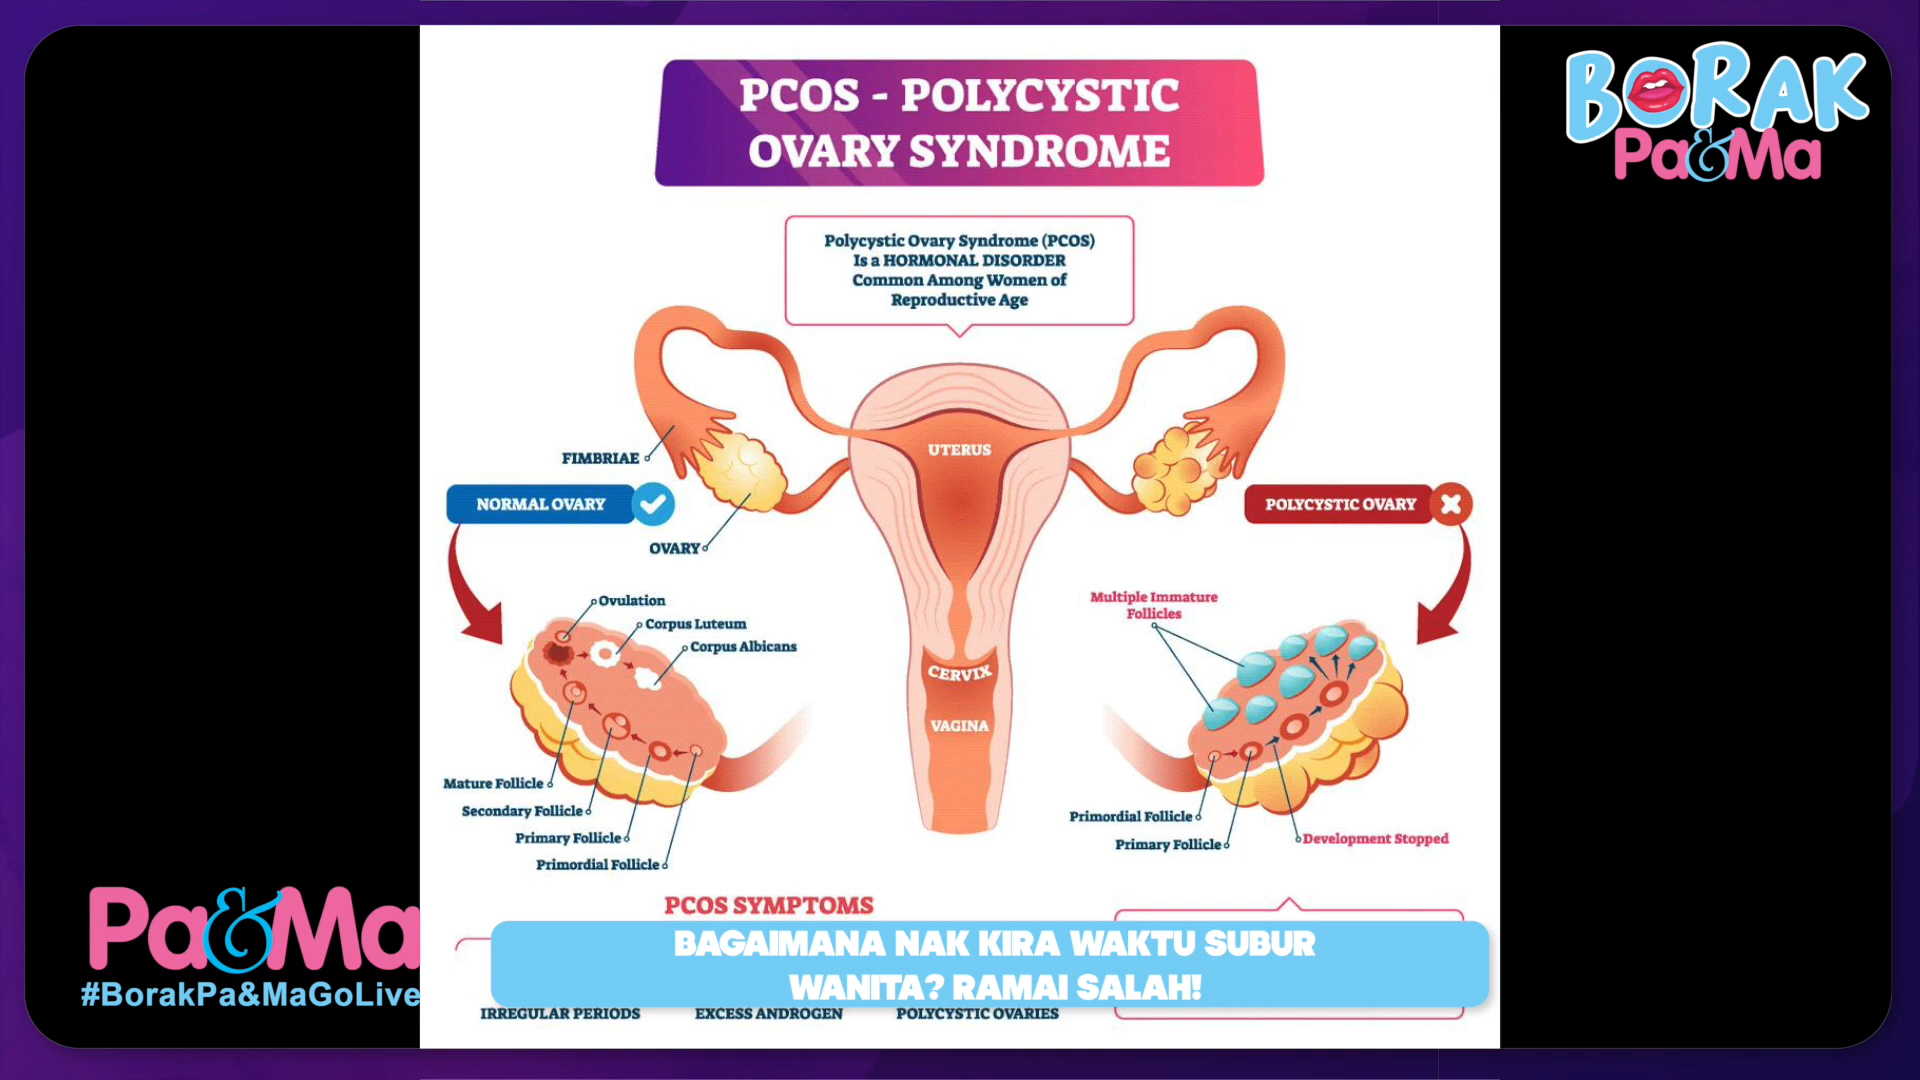 BORAK
Pa&Ma
PCOS - POLYCYSTIC
OVARY SYNDROME
Polycystic Ovary Syndrome (PCOS)
Is a HORMONAL DISORDER
Common Among Women of
Reproductive Age
UTERUS
FIMBRIAE
NORMAL OVARY
POLYCYSTIC OVARY
OVARY
Ovulation
Corpus Luteum
Corpus Albicans
Multiple Immature
Follicles
CERVIX
VAGINA
Mature Follicle
Secondary Follicle
Primary Follicle
Primordial Follicle
Primordial Follicle
Primary Follicle
Development Stopped
PCOS SYMPTOMS
Pa&Ma
#BorakPa&MaGoLive
BAGAIMANA NAK KIRA WAKTU SUBUR
WANITA? RAMAI SALAH!
IRREGULAR PERIODS
EXCESS ANDROGEN
POLYCYSTIC OVARIES